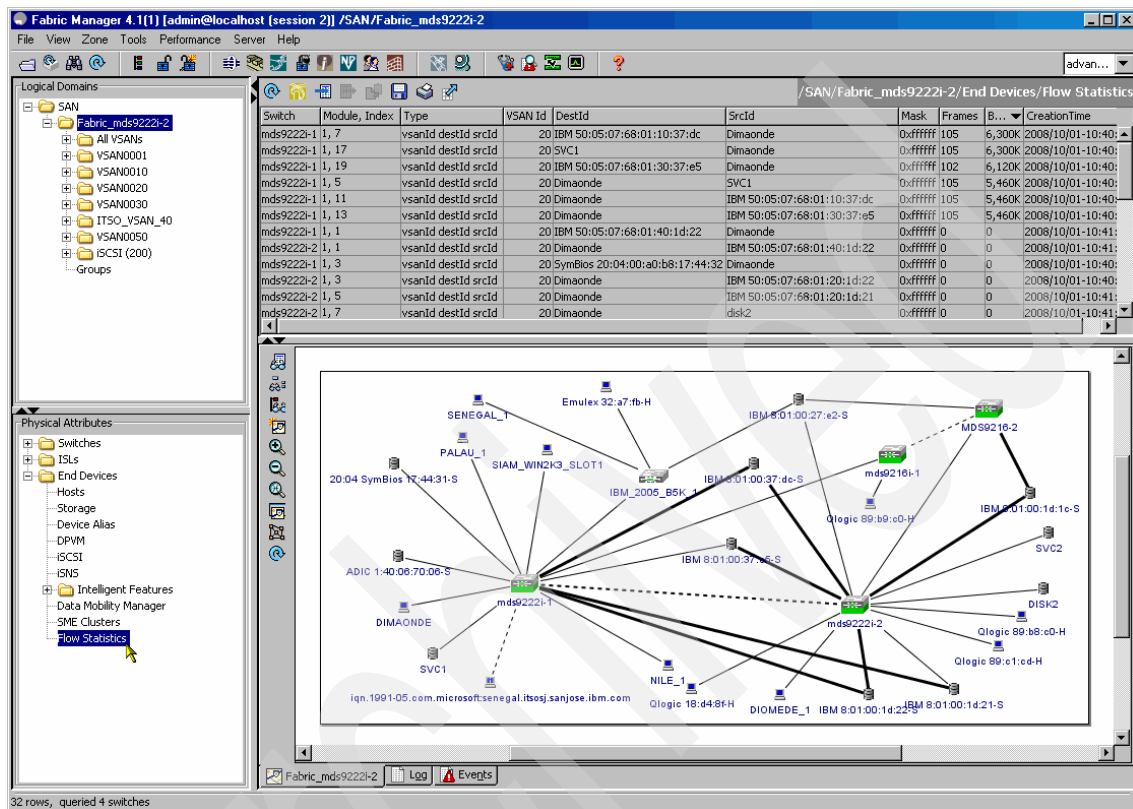 Fabric Manager 4.1(1) [admin@localhost (session 2)] /SAN/Fabric_mds9222i-2
File View Zone Tools Performance Server Help
advan...
Logical Domains
SAN
Fabric_mds9222i-2
All VSANs
VSAN0001
VSAN0010
VSAN0020
VSAN0030
ITSO_VSAN_40
VSAN0050
iSCSI (200)
Groups
/SAN/Fabric_mds9222i-2/End Devices/Flow Statistics
Switch Module, Index Type VSAN Id DestId SrcId Mask Frames B... CreationTime
mds9222i-1 1, 7 vsanId destId srcId 20 IBM 50:05:07:68:01:10:37:dc Dimaonde 0xffffff 105 6,300K 2008/10/01-10:40:
mds9222i-1 1, 17 vsanId destId srcId 20 SVC1 Dimaonde 0xffffff 105 6,300K 2008/10/01-10:40:
mds9222i-1 1, 19 vsanId destId srcId 20 IBM 50:05:07:68:01:30:37:e5 Dimaonde 0xffffff 102 6,120K 2008/10/01-10:40:
mds9222i-1 1, 5 vsanId destId srcId 20 Dimaonde SVC1 0xffffff 105 5,460K 2008/10/01-10:40:
mds9222i-1 1, 11 vsanId destId srcId 20 Dimaonde IBM 50:05:07:68:01:10:37:dc 0xffffff 105 5,460K 2008/10/01-10:40:
mds9222i-1 1, 13 vsanId destId srcId 20 Dimaonde IBM 50:05:07:68:01:30:37:e5 0xffffff 105 5,460K 2008/10/01-10:40:
mds9222i-1 1, 1 vsanId destId srcId 20 IBM 50:05:07:68:01:40:1d:22 Dimaonde 0xffffff 0 0 2008/10/01-10:41:
mds9222i-2 1, 1 vsanId destId srcId 20 Dimaonde IBM 50:05:07:68:01:40:1d:22 0xffffff 0 0 2008/10/01-10:41:
mds9222i-1 1, 3 vsanId destId srcId 20 SymBios 20:04:00:a0:b8:17:44:32 Dimaonde 0xffffff 0 0 2008/10/01-10:40:
mds9222i-2 1, 3 vsanId destId srcId 20 Dimaonde IBM 50:05:07:68:01:20:1d:22 0xffffff 0 0 2008/10/01-10:40:
mds9222i-2 1, 5 vsanId destId srcId 20 Dimaonde IBM 50:05:07:68:01:20:1d:21 0xffffff 0 0 2008/10/01-10:41:
mds9222i-2 1, 7 vsanId destId srcId 20 Dimaonde disk2 0xffffff 0 0 2008/10/01-10:41:
Physical Attributes
Switches
ISLs
End Devices
Hosts
Storage
Device Alias
DPVM
iSCSI
iSNS
Intelligent Features
Data Mobility Manager
SME Clusters
Flow Statistics
SENEGAL_1
Emulex 32:a7:fb-H
IBM 8:01:00:27:e2-S
MDS9216-2
PALAU_1
SIAM_WIN2K3_SLOT1
mds9216i-1
20:04 SymBios 17:44:31-S
IBM_2005_B5K_1
IBM 8:01:00:37:dc-S
IBM 8:01:00:1d:1c-S
Qlogic 89:b9:c0-H
SVC2
ADIC 1:40:06:70:06-S
IBM 8:01:00:37:e5-S
mds9222i-1
DISK2
DIMAONDE
mds9222i-2
Qlogic 89:b8:c0-H
SVC1
Qlogic 89:c1:cd-H
NILE_1
iqn.1991-05.com.microsoft:senegal.itsosj.sanjose.ibm.com
Qlogic 18:d4:8f-H
DIOMEDE_1
IBM 8:01:00:1d:22-S
IBM 8:01:00:1d:21-S
Fabric_mds9222i-2 Log Events
32 rows, queried 4 switches